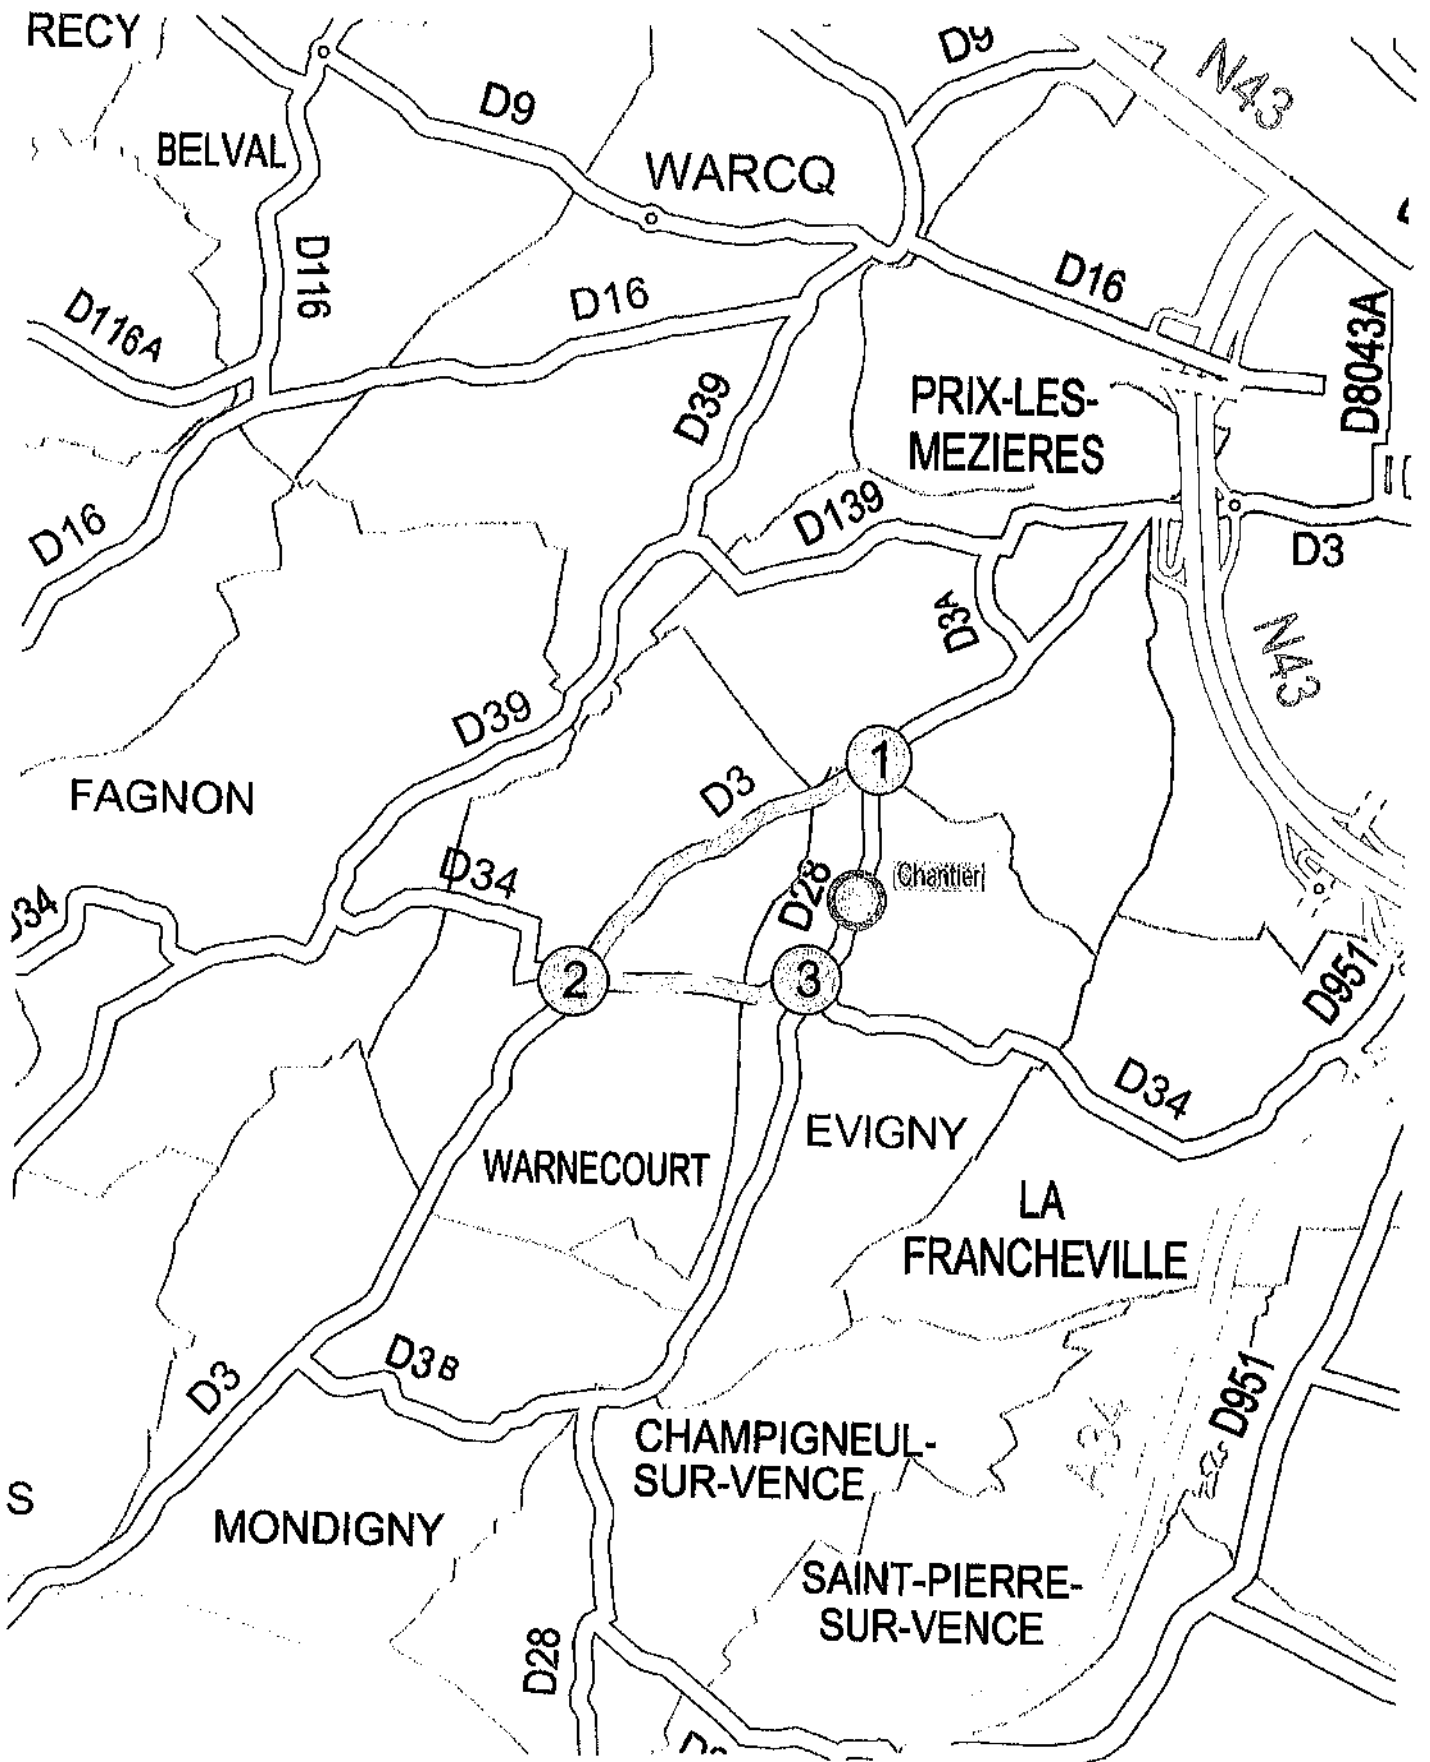 RECY
D9
N43
D9
BELVAL
WARCQ
D116
D16
D16
D116A
D8043A
D39
PRIX-LES-
MEZIERES
D139
D16
D3
D3A
N43
D39
1
D3
FAGNON
D34
Chantier
D28
D34
2
3
D951
D34
EVIGNY
WARNECOURT
LA
FRANCHEVILLE
D3B
D3
D951
A34
CHAMPIGNEUL-
SUR-VENCE
S
MONDIGNY
SAINT-PIERRE-
SUR-VENCE
D28